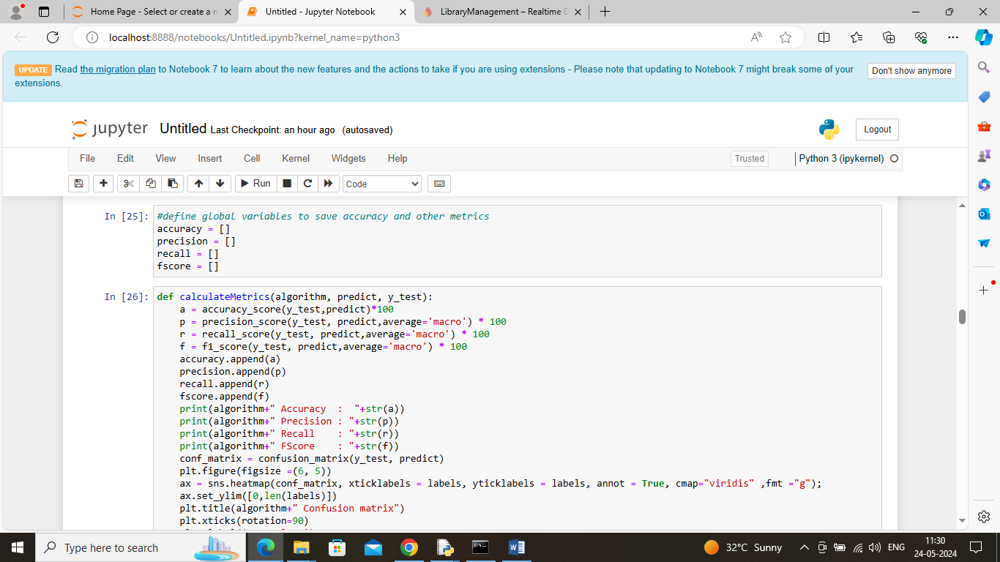 Home Page - Select or create a n
Untitled - Jupyter Notebook
LibraryManagement – Realtime D
localhost:8888/notebooks/Untitled.ipynb?kernel_name=python3
UPDATE Read the migration plan to Notebook 7 to learn about the new features and the actions to take if you are using extensions - Please note that updating to Notebook 7 might break some of your
extensions.
Don't show anymore
jupyter Untitled Last Checkpoint: an hour ago (autosaved)
Logout
File Edit View Insert Cell Kernel Widgets Help
Trusted
Python 3 (ipykernel)
Run
Code
In [25]:
#define global variables to save accuracy and other metrics
accuracy = []
precision = []
recall = []
fscore = []
In [26]:
def calculateMetrics(algorithm, predict, y_test):
    a = accuracy_score(y_test,predict)*100
    p = precision_score(y_test, predict,average='macro') * 100
    r = recall_score(y_test, predict,average='macro') * 100
    f = f1_score(y_test, predict,average='macro') * 100
    accuracy.append(a)
    precision.append(p)
    recall.append(r)
    fscore.append(f)
    print(algorithm+" Accuracy  :  "+str(a))
    print(algorithm+" Precision : "+str(p))
    print(algorithm+" Recall    : "+str(r))
    print(algorithm+" FScore    : "+str(f))
    conf_matrix = confusion_matrix(y_test, predict)
    plt.figure(figsize =(6, 5))
    ax = sns.heatmap(conf_matrix, xticklabels = labels, yticklabels = labels, annot = True, cmap="viridis" ,fmt ="g");
    ax.set_ylim([0,len(labels)])
    plt.title(algorithm+" Confusion matrix")
    plt.xticks(rotation=90)
Type here to search
32°C Sunny
ENG
11:30
24-05-2024